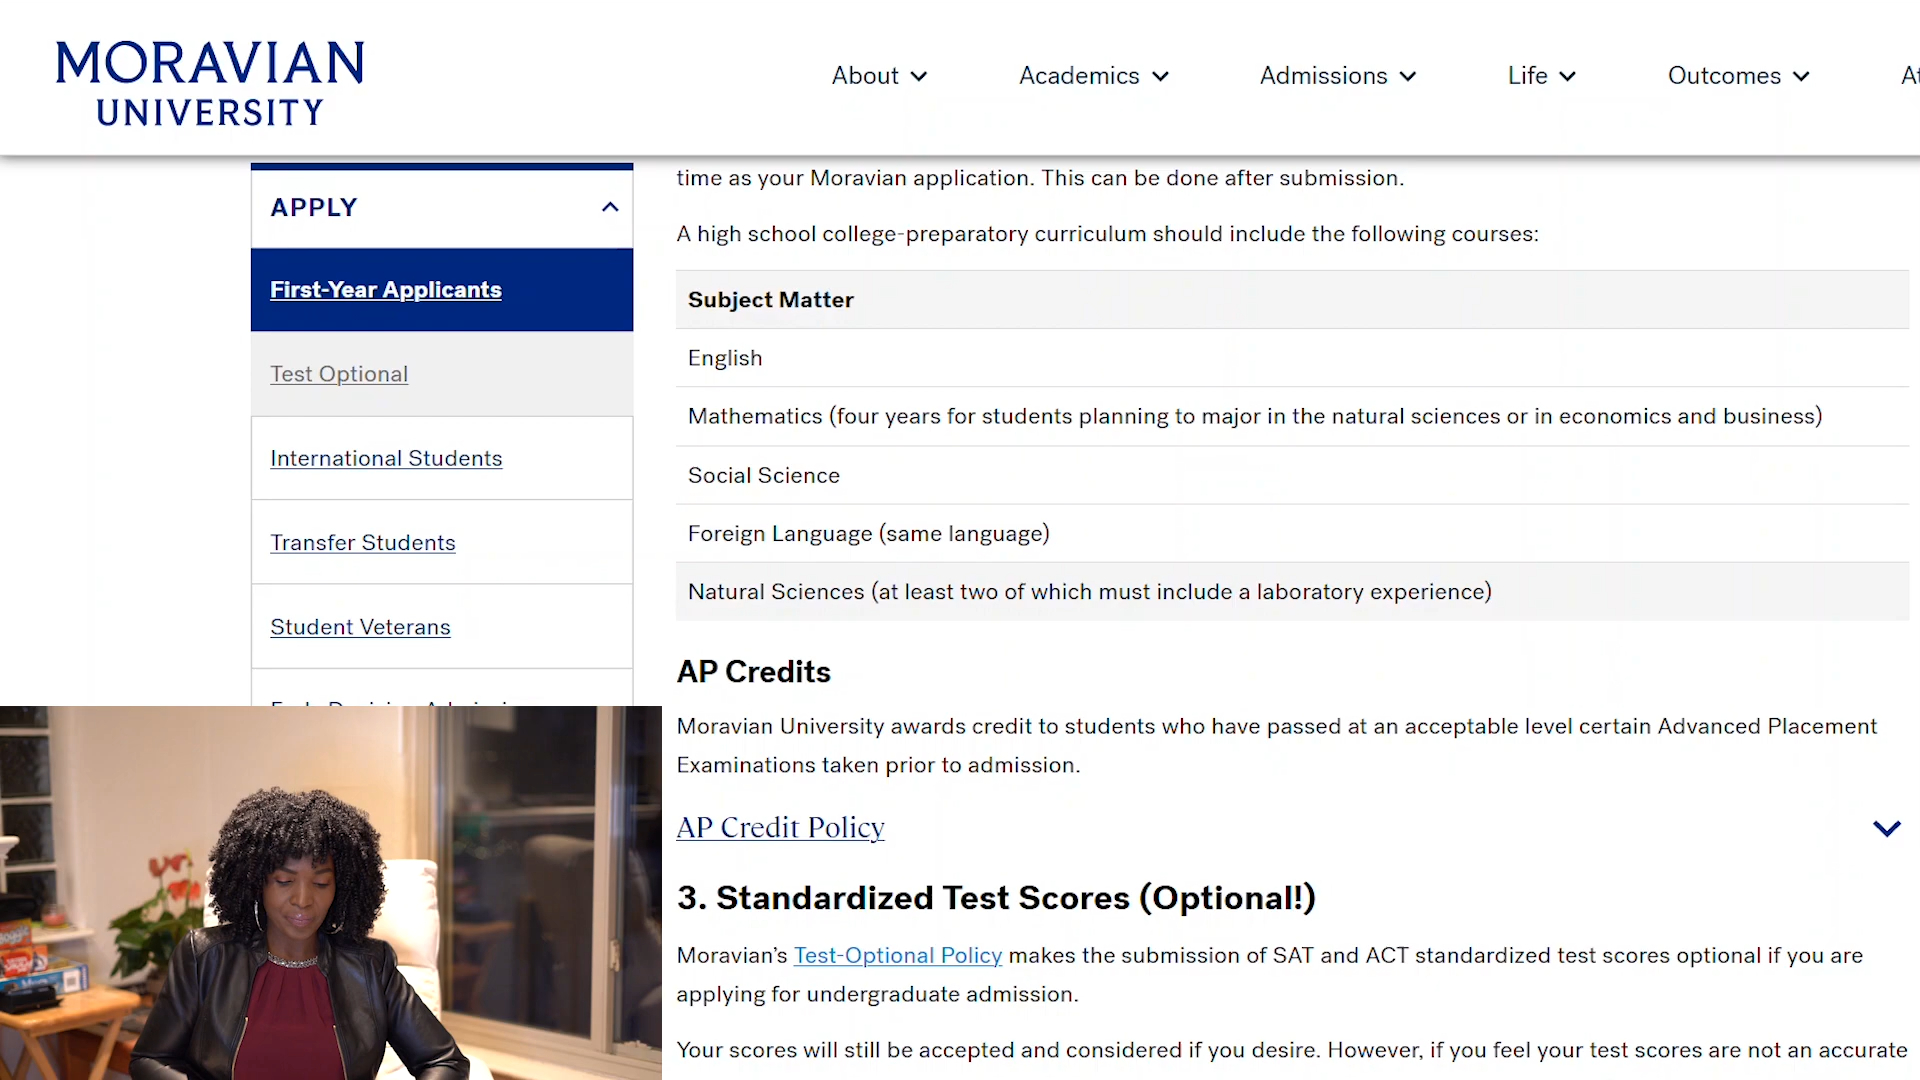 MORAVIAN
UNIVERSITY
About
Academics
Admissions
Life
Outcomes
APPLY
First-Year Applicants
Test Optional
International Students
Transfer Students
Student Veterans
time as your Moravian application. This can be done after submission.
A high school college-preparatory curriculum should include the following courses:
Subject Matter
English
Mathematics (four years for students planning to major in the natural sciences or in economics and business)
Social Science
Foreign Language (same language)
Natural Sciences (at least two of which must include a laboratory experience)
AP Credits
Moravian University awards credit to students who have passed at an acceptable level certain Advanced Placement
Examinations taken prior to admission.
AP Credit Policy
3. Standardized Test Scores (Optional!)
Moravian's Test-Optional Policy makes the submission of SAT and ACT standardized test scores optional if you are
applying for undergraduate admission.
Your scores will still be accepted and considered if you desire. However, if you feel your test scores are not an accurate